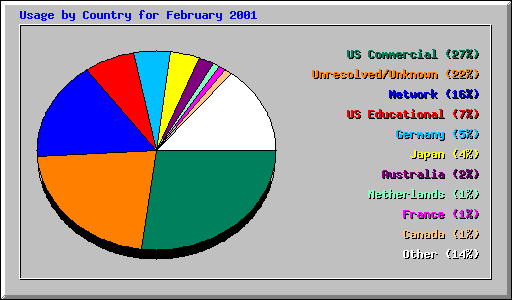 Usage by Country for February 2001
US Commercial (27%)
Unresolved/Unknown (22%)
Network (16%)
US Educational (7%)
Germany (5%)
Japan (4%)
Australia (2%)
Netherlands (1%)
France (1%)
Canada (1%)
Other (14%)